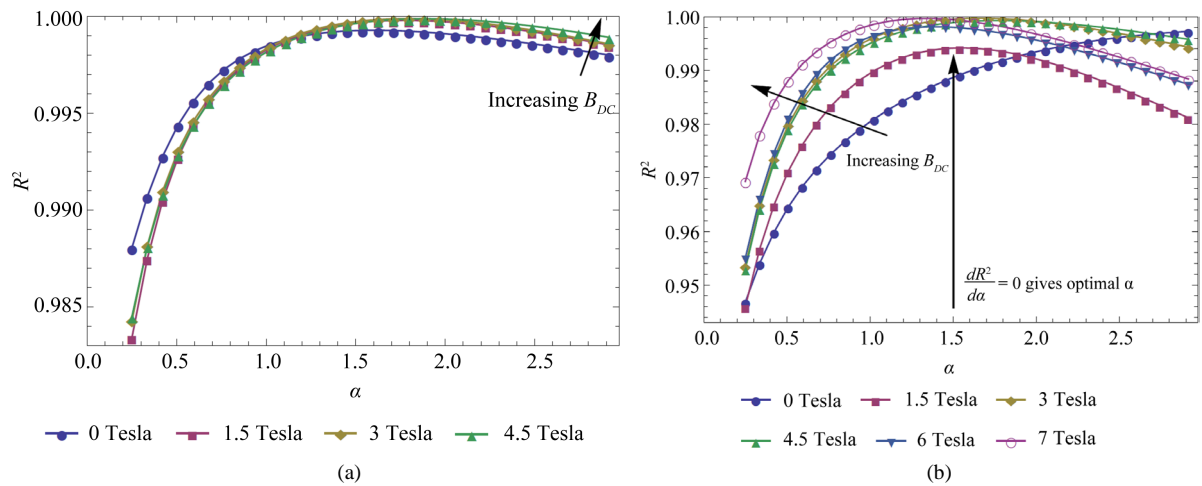 1.000
0.995
0.990
0.985
R²
0.0 0.5 1.0 1.5 2.0 2.5
α
Increasing B_DC
0 Tesla 1.5 Tesla 3 Tesla 4.5 Tesla
(a)
1.00
0.99
0.98
0.97
0.96
0.95
R²
0.0 0.5 1.0 1.5 2.0 2.5
α
Increasing B_DC
dR²/dα = 0 gives optimal α
0 Tesla 1.5 Tesla 3 Tesla
4.5 Tesla 6 Tesla 7 Tesla
(b)